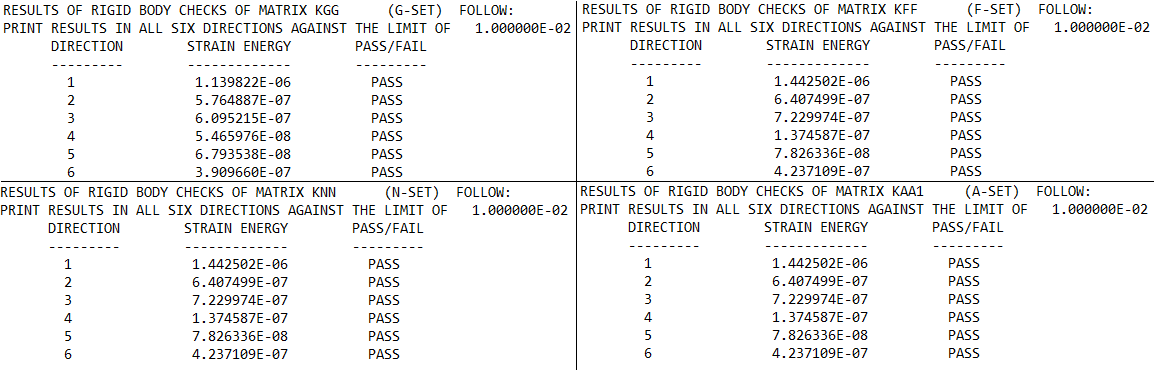 RESULTS OF RIGID BODY CHECKS OF MATRIX KGG (G-SET) FOLLOW:
PRINT RESULTS IN ALL SIX DIRECTIONS AGAINST THE LIMIT OF 1.000000E-02
DIRECTION STRAIN ENERGY PASS/FAIL
--------- ------------- ---------
1 1.139822E-06 PASS
2 5.764887E-07 PASS
3 6.095215E-07 PASS
4 5.465976E-08 PASS
5 6.793538E-08 PASS
6 3.909660E-07 PASS
RESULTS OF RIGID BODY CHECKS OF MATRIX KFF (F-SET) FOLLOW:
PRINT RESULTS IN ALL SIX DIRECTIONS AGAINST THE LIMIT OF 1.000000E-02
DIRECTION STRAIN ENERGY PASS/FAIL
--------- ------------- ---------
1 1.442502E-06 PASS
2 6.407499E-07 PASS
3 7.229974E-07 PASS
4 1.374587E-07 PASS
5 7.826336E-08 PASS
6 4.237109E-07 PASS
RESULTS OF RIGID BODY CHECKS OF MATRIX KNN (N-SET) FOLLOW:
PRINT RESULTS IN ALL SIX DIRECTIONS AGAINST THE LIMIT OF 1.000000E-02
DIRECTION STRAIN ENERGY PASS/FAIL
--------- ------------- ---------
1 1.442502E-06 PASS
2 6.407499E-07 PASS
3 7.229974E-07 PASS
4 1.374587E-07 PASS
5 7.826336E-08 PASS
6 4.237109E-07 PASS
RESULTS OF RIGID BODY CHECKS OF MATRIX KAA1 (A-SET) FOLLOW:
PRINT RESULTS IN ALL SIX DIRECTIONS AGAINST THE LIMIT OF 1.000000E-02
DIRECTION STRAIN ENERGY PASS/FAIL
--------- ------------- ---------
1 1.442502E-06 PASS
2 6.407499E-07 PASS
3 7.229974E-07 PASS
4 1.374587E-07 PASS
5 7.826336E-08 PASS
6 4.237109E-07 PASS